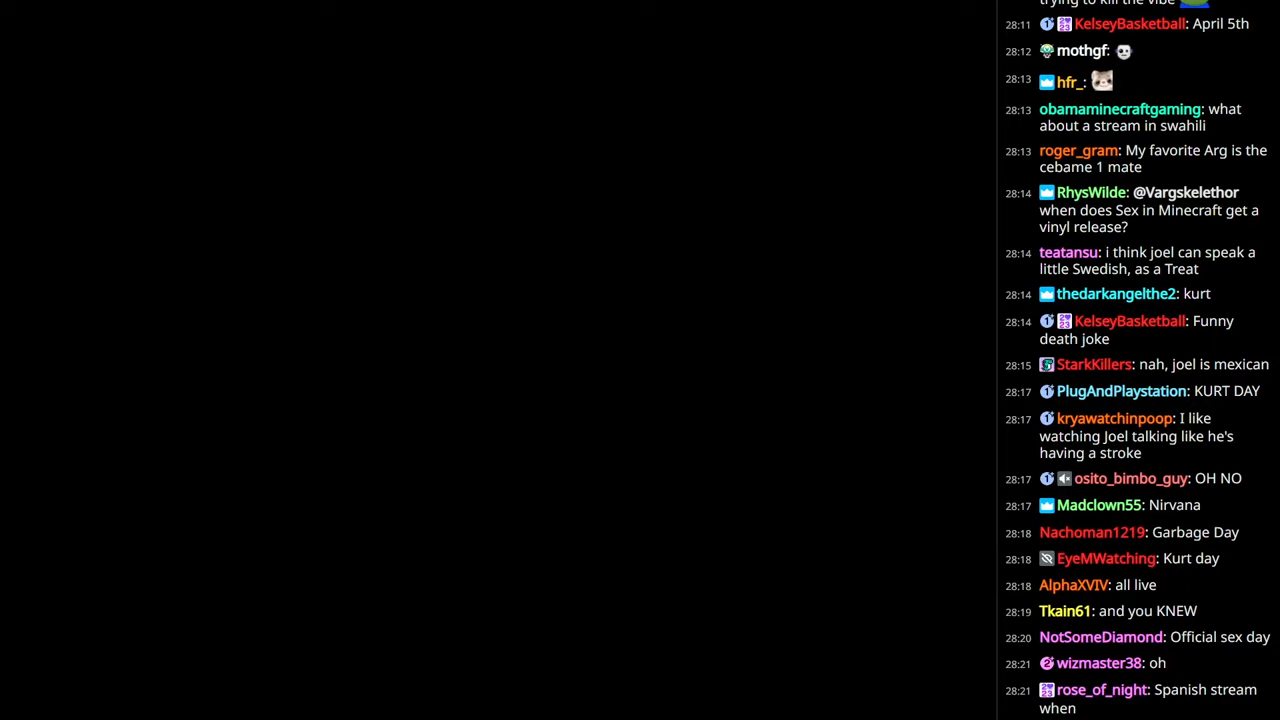 trying to kill the vibe
28:11 KelseyBasketball: April 5th
28:12 mothgf:
28:13 hfr_:
28:13 obamaminecraftgaming: what
about a stream in swahili
28:13 roger_gram: My favorite Arg is the
cebame 1 mate
28:14 RhysWilde: @Vargskelethor
when does Sex in Minecraft get a
vinyl release?
28:14 teatansu: i think joel can speak a
little Swedish, as a Treat
28:14 thedarkangelthe2: kurt
28:14 KelseyBasketball: Funny
death joke
28:15 StarkKillers: nah, joel is mexican
28:17 PlugAndPlaystation: KURT DAY
28:17 kryawatchinpoop: I like
watching Joel talking like he's
having a stroke
28:17 osito_bimbo_guy: OH NO
28:17 Madclown55: Nirvana
28:18 Nachoman1219: Garbage Day
28:18 EyeMWatching: Kurt day
28:18 AlphaXVIV: all live
28:19 Tkain61: and you KNEW
28:20 NotSomeDiamond: Official sex day
28:21 wizmaster38: oh
28:21 rose_of_night: Spanish stream
when